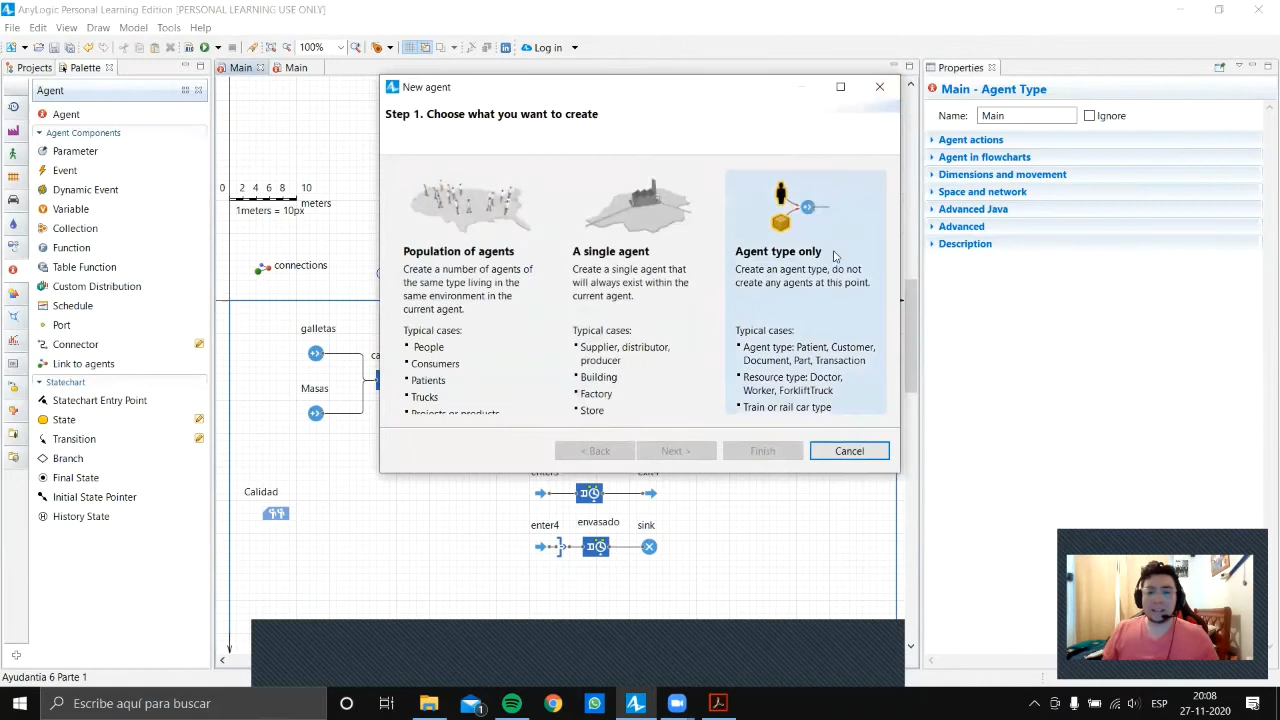 AnyLogic Personal Learning Edition [PERSONAL LEARNING USE ONLY]
File Edit View Draw Model Tools Help
100% Log in
Projects Palette
Main Main
Properties
Agent
Agent
Agent Components
Parameter
Event
Dynamic Event
Variable
Collection
Function
Table Function
Custom Distribution
Schedule
Port
Connector
Link to agents
Statechart
Statechart Entry Point
State
Transition
Branch
Final State
Initial State Pointer
History State
0 2 4 6 8 10
meters
1meters = 10px
connections
galletas
Masas
Calidad
New agent
Step 1. Choose what you want to create
Population of agents
Create a number of agents of
the same type living in the
same environment in the
current agent.
Typical cases:
People
Consumers
Patients
Trucks
Projects or products
A single agent
Create a single agent that
will always exist within the
current agent.
Typical cases:
Supplier, distributor,
producer
Building
Factory
Store
Agent type only
Create an agent type, do not
create any agents at this point.
Typical cases:
Agent type: Patient, Customer,
Document, Part, Transaction
Resource type: Doctor,
Worker, ForkliftTruck
Train or rail car type
< Back
Next >
Finish
Cancel
enter4 envasado sink
Main - Agent Type
Name: Main Ignore
Agent actions
Agent in flowcharts
Dimensions and movement
Space and network
Advanced Java
Advanced
Description
Ayudantía 6 Parte 1
Escribe aquí para buscar
1
ESP
20:08
27-11-2020